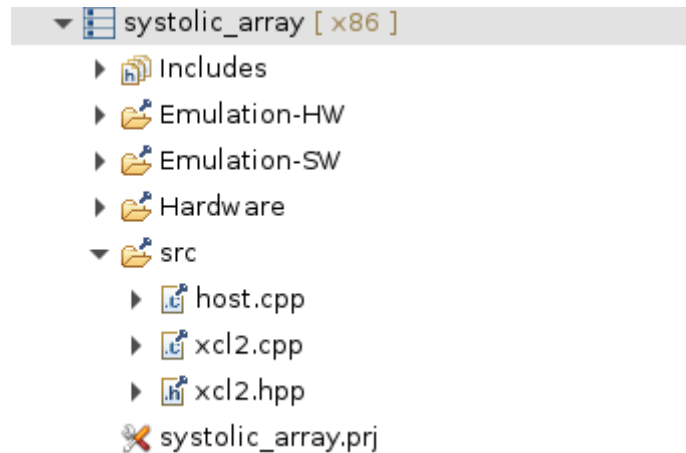 systolic_array [ x86 ]
Includes
Emulation-HW
Emulation-SW
Hardware
src
host.cpp
xcl2.cpp
xcl2.hpp
systolic_array.prj